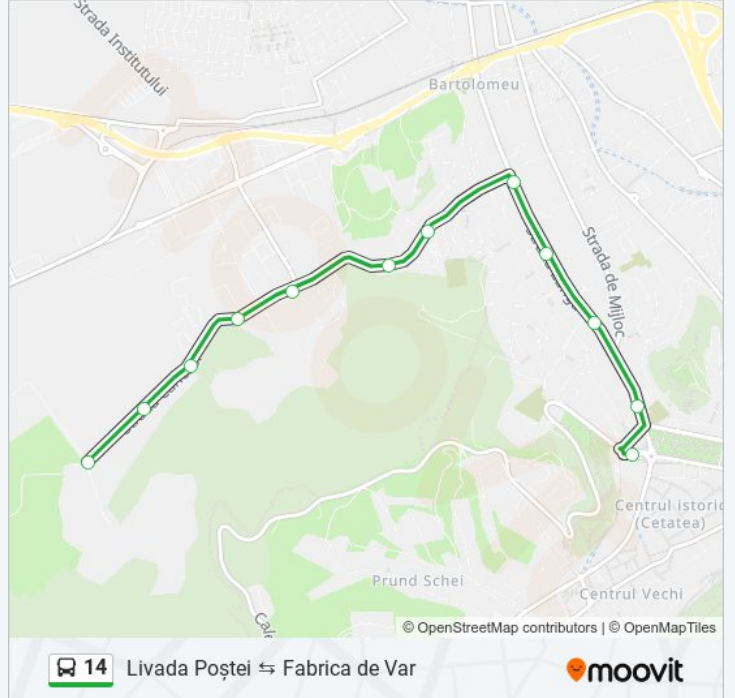 Strada Institutului
Bartolomeu
Strada de Mijloc
Centrul istoric
(Cetatea)
Prund Schei
Centrul Vechi
Cale
© OpenStreetMap contributors | © OpenMapTiles
14 Livada Poștei ⇆ Fabrica de Var
moovit